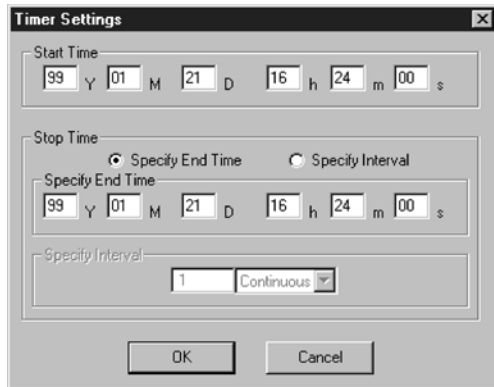 Timer Settings
Start Time
99 Y 01 M 21 D 16 h 24 m 00 s
Stop Time
Specify End Time Specify Interval
Specify End Time
99 Y 01 M 21 D 16 h 24 m 00 s
Specify Interval
1 Continuous
OK Cancel